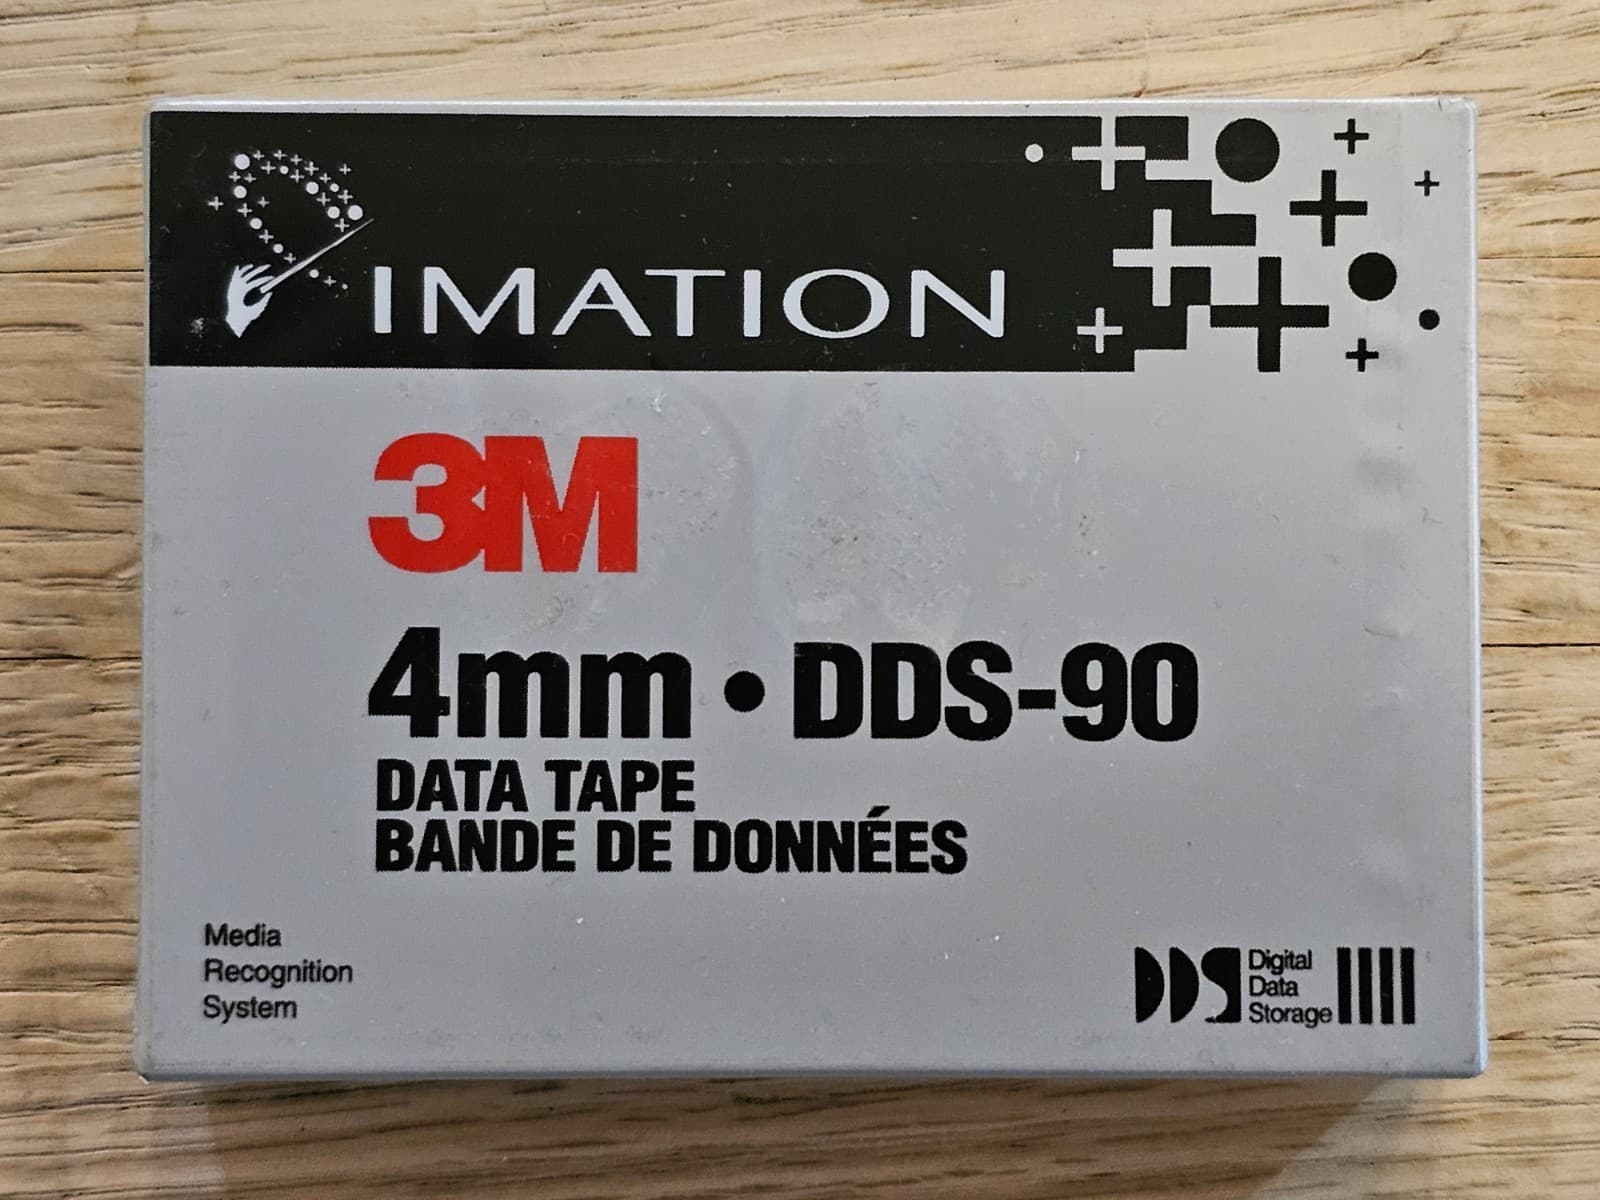 IMATION
3M
4mm • DDS-90
DATA TAPE
BANDE DE DONNÉES
Media
Recognition
System
DDS
Digital
Data
Storage